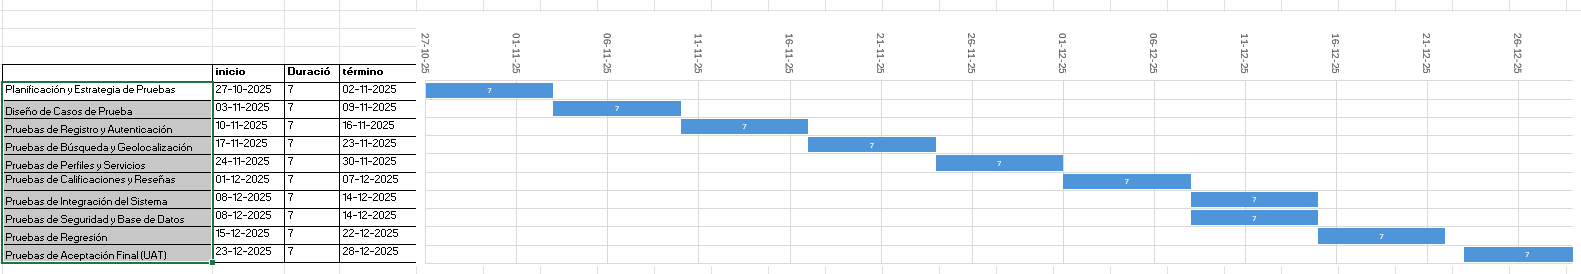 27-10-25 01-11-25 06-11-25 11-11-25 16-11-25 21-11-25 26-11-25 01-12-25 06-12-25 11-12-25 16-12-25 21-12-25 26-12-25
inicio Duració término
Planificación y Estrategia de Pruebas 27-10-2025 7 02-11-2025 7
Diseño de Casos de Prueba 03-11-2025 7 09-11-2025 7
Pruebas de Registro y Autenticación 10-11-2025 7 16-11-2025 7
Pruebas de Búsqueda y Geolocalización 17-11-2025 7 23-11-2025 7
Pruebas de Perfiles y Servicios 24-11-2025 7 30-11-2025 7
Pruebas de Calificaciones y Reseñas 01-12-2025 7 07-12-2025 7
Pruebas de Integración del Sistema 08-12-2025 7 14-12-2025 7
Pruebas de Seguridad y Base de Datos 08-12-2025 7 14-12-2025 7
Pruebas de Regresión 15-12-2025 7 22-12-2025 7
Pruebas de Aceptación Final (UAT) 23-12-2025 7 28-12-2025 7